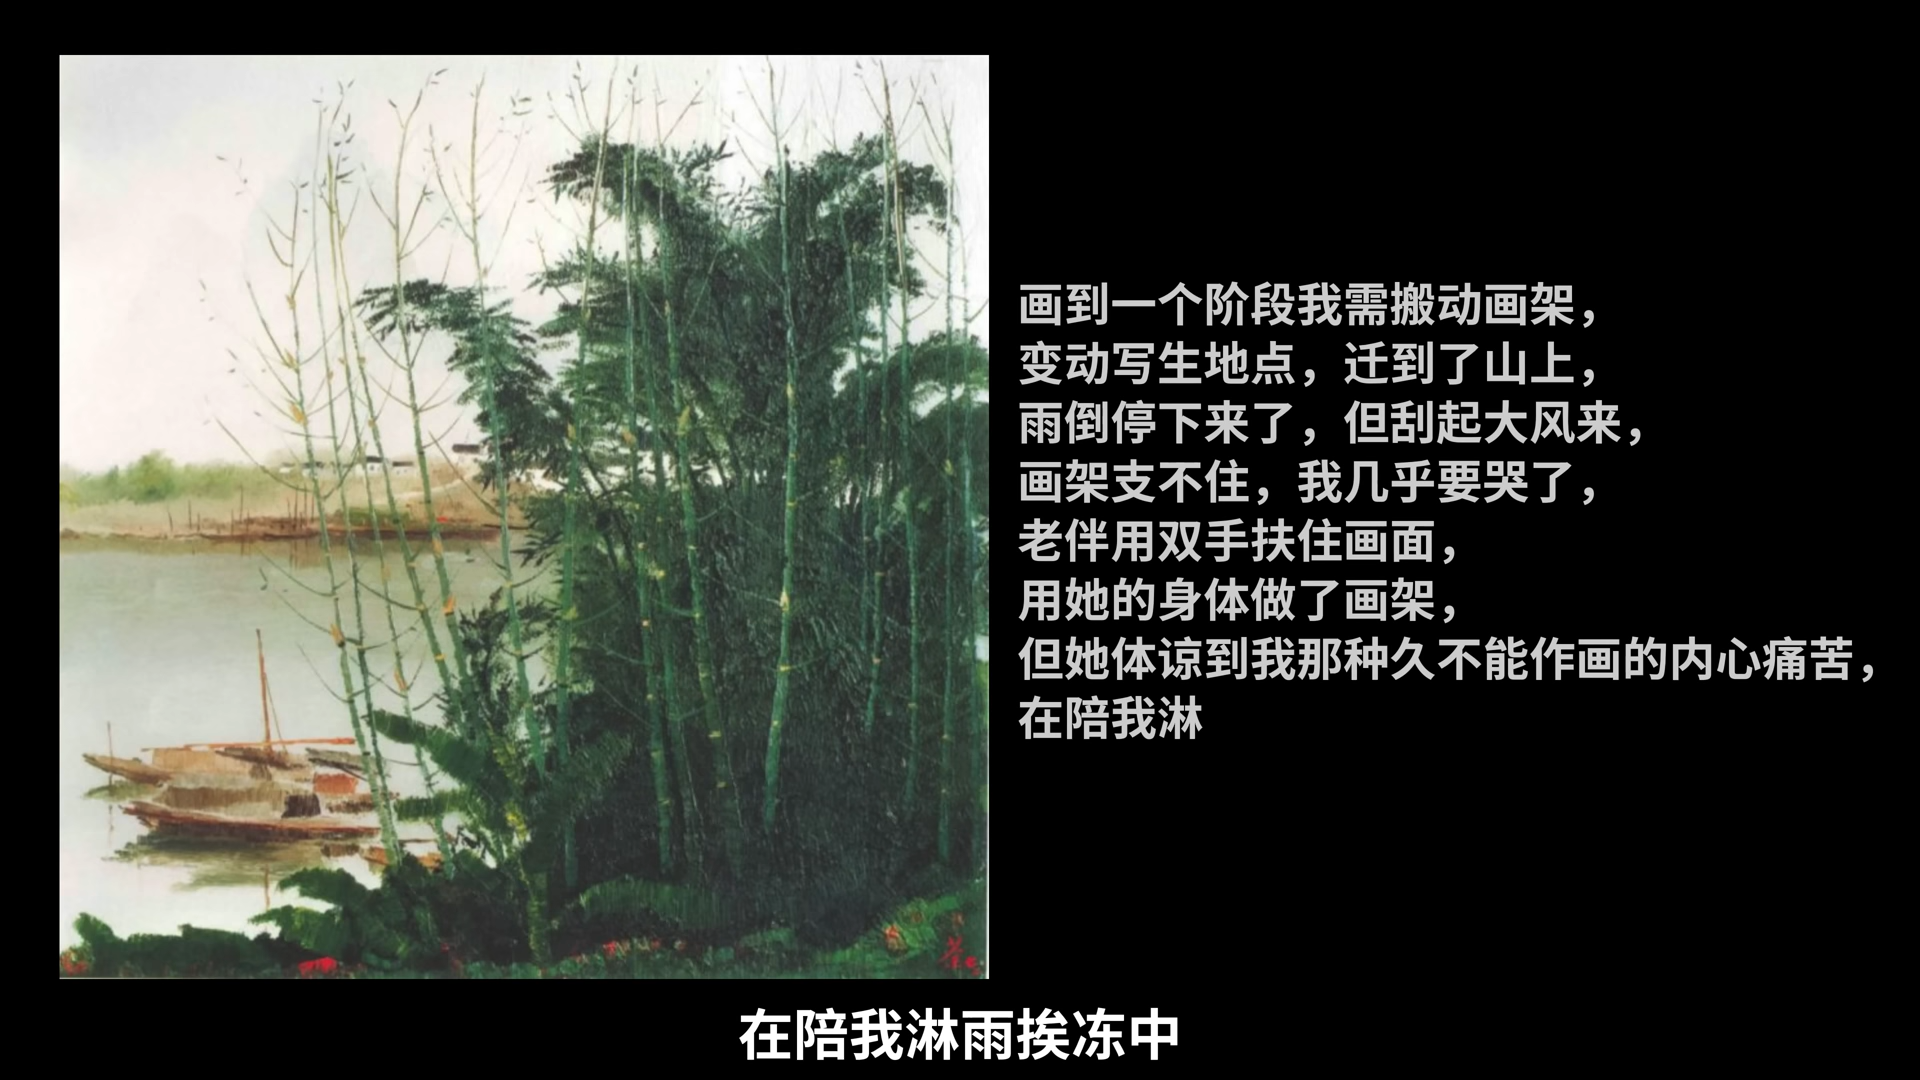 画到一个阶段我需搬动画架，
变动写生地点，迁到了山上，
雨倒停下来了，但刮起大风来，
画架支不住，我几乎要哭了，
老伴用双手扶住画面，
用她的身体做了画架，
但她体谅到我那种久不能作画的内心痛苦，
在陪我淋
在陪我淋雨挨冻中